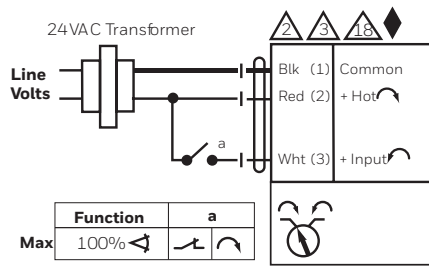 24VAC Transformer
2 3 18
Line
Volts
Blk (1) Common
Red (2) + Hot
a
Wht (3) + Input
Function a
Max 100%